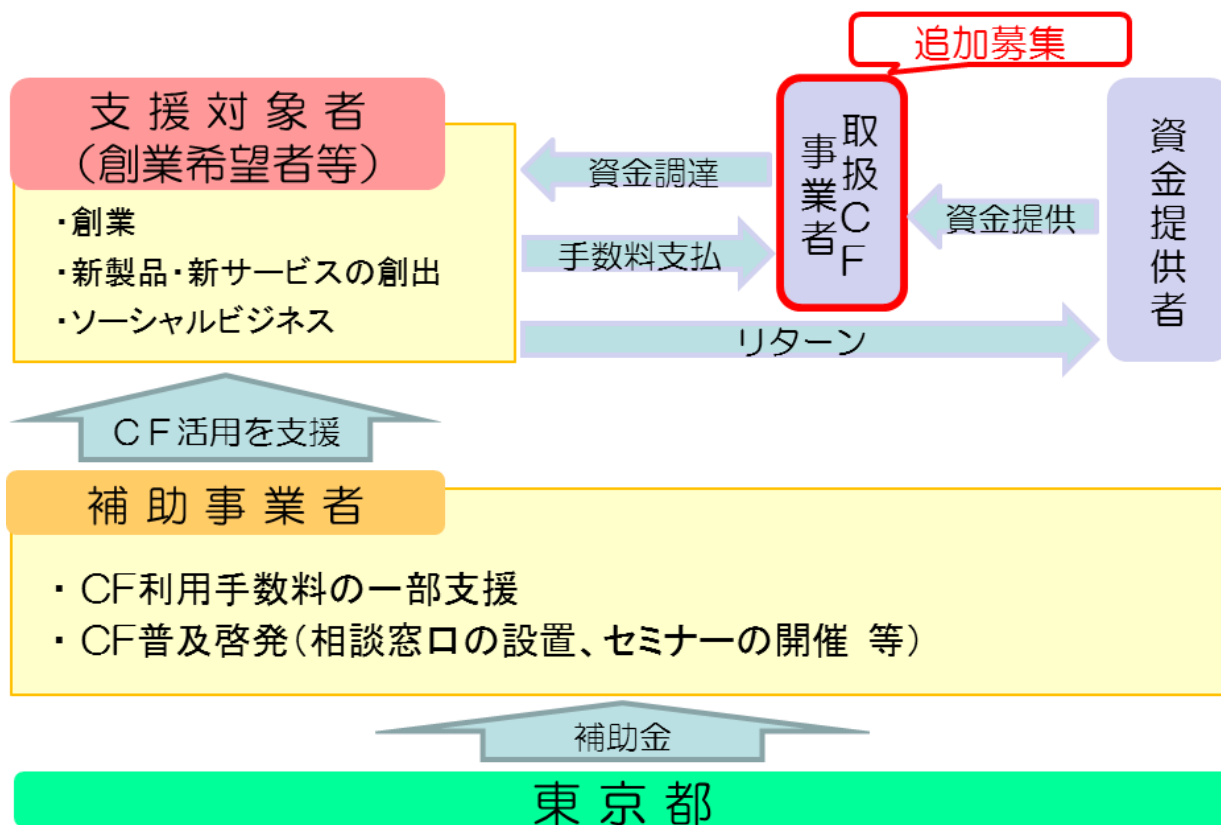 追加募集
支援対象者
（創業希望者等）
・創業
・新製品・新サービスの創出
・ソーシャルビジネス
資金調達
手数料支払
リターン
取扱CF
事業者
資金提供
資金提供者
CF活用を支援
補助事業者
・CF利用手数料の一部支援
・CF普及啓発（相談窓口の設置、セミナーの開催 等）
補助金
東京都